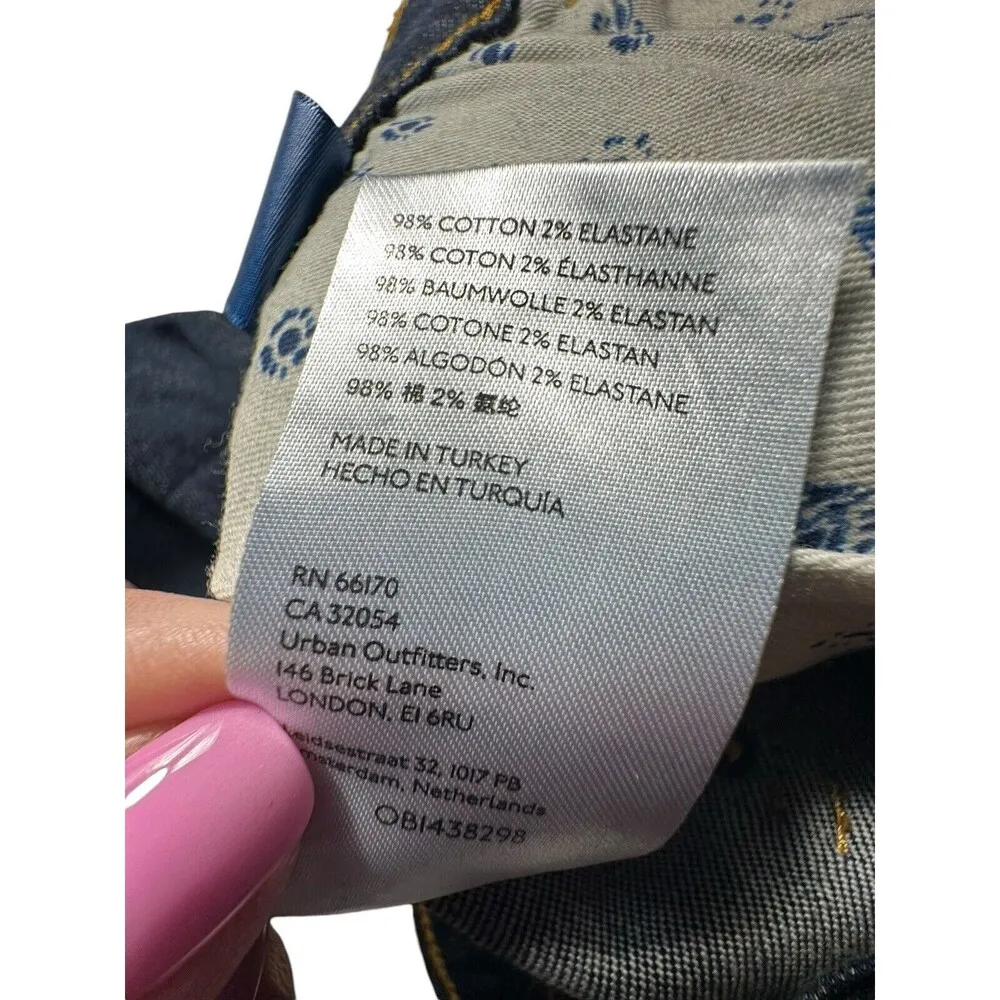 98% COTTON 2% ELASTANE
98% COTON 2% ÉLASTHANNE
98% BAUMWOLLE 2% ELASTAN
98% COTONE 2% ELASTAN
98% ALGODÓN 2% ELASTANE
98% 棉 2% 氨纶
MADE IN TURKEY
HECHO EN TURQUÍA
RN 66170
CA 32054
Urban Outfitters, Inc.
146 Brick Lane
LONDON, E1 6RU
Leidsestraat 32, 1017 PB
Amsterdam, Netherlands
OB1438298